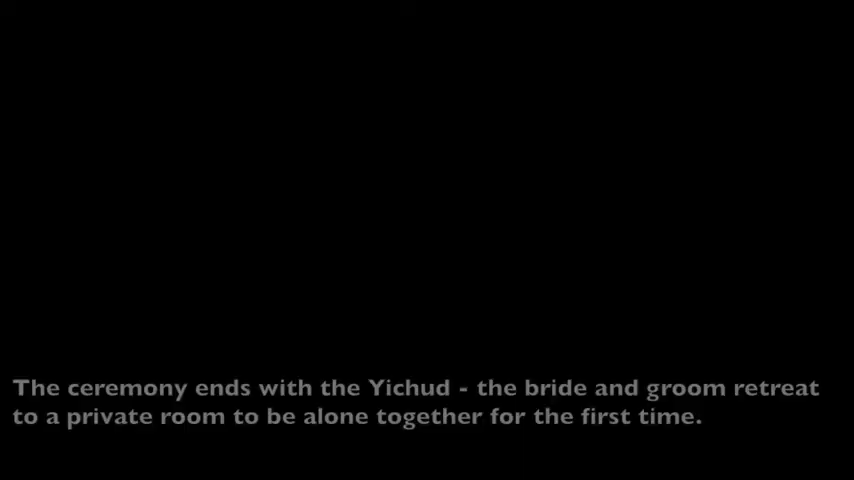 The ceremony ends with the Yichud - the bride and groom retreat
to a private room to be alone together for the first time.